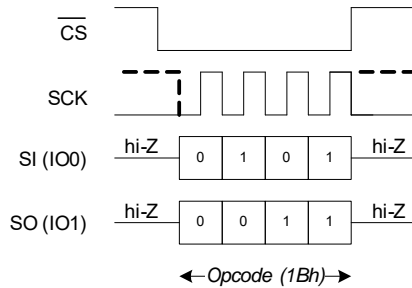 CS
SCK
hi-Z hi-Z
SI (IO0) 0 1 0 1
hi-Z hi-Z
SO (IO1) 0 0 1 1
Opcode (1Bh)